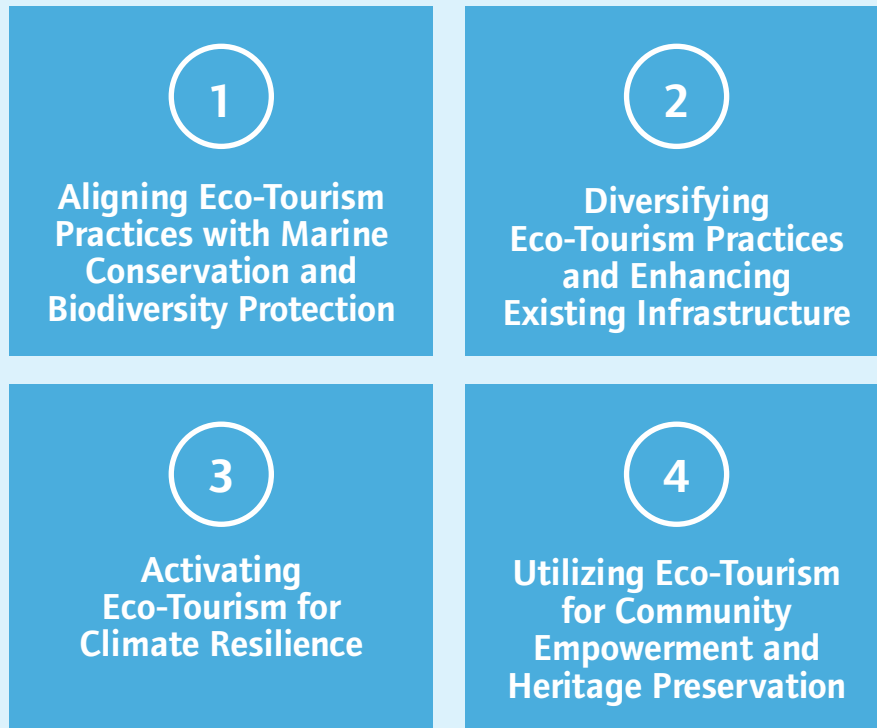 1
Aligning Eco-Tourism
Practices with Marine
Conservation and
Biodiversity Protection
2
Diversifying
Eco-Tourism Practices
and Enhancing
Existing Infrastructure
3
Activating
Eco-Tourism for
Climate Resilience
4
Utilizing Eco-Tourism
for Community
Empowerment and
Heritage Preservation